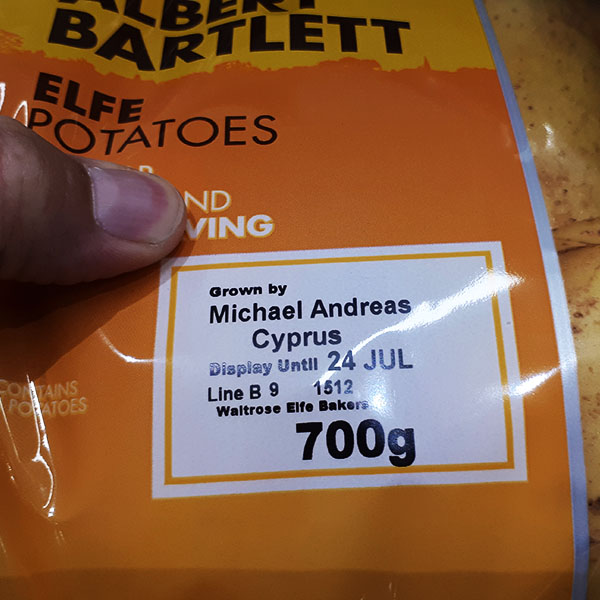 ALBERT
BARTLETT
ELFE
POTATOES
VING
Grown by
Michael Andreas
Cyprus
Display Until 24 JUL
Line B 9 1512
Waitrose Elfe Bakers
700g
CONTAINS
POTATOES